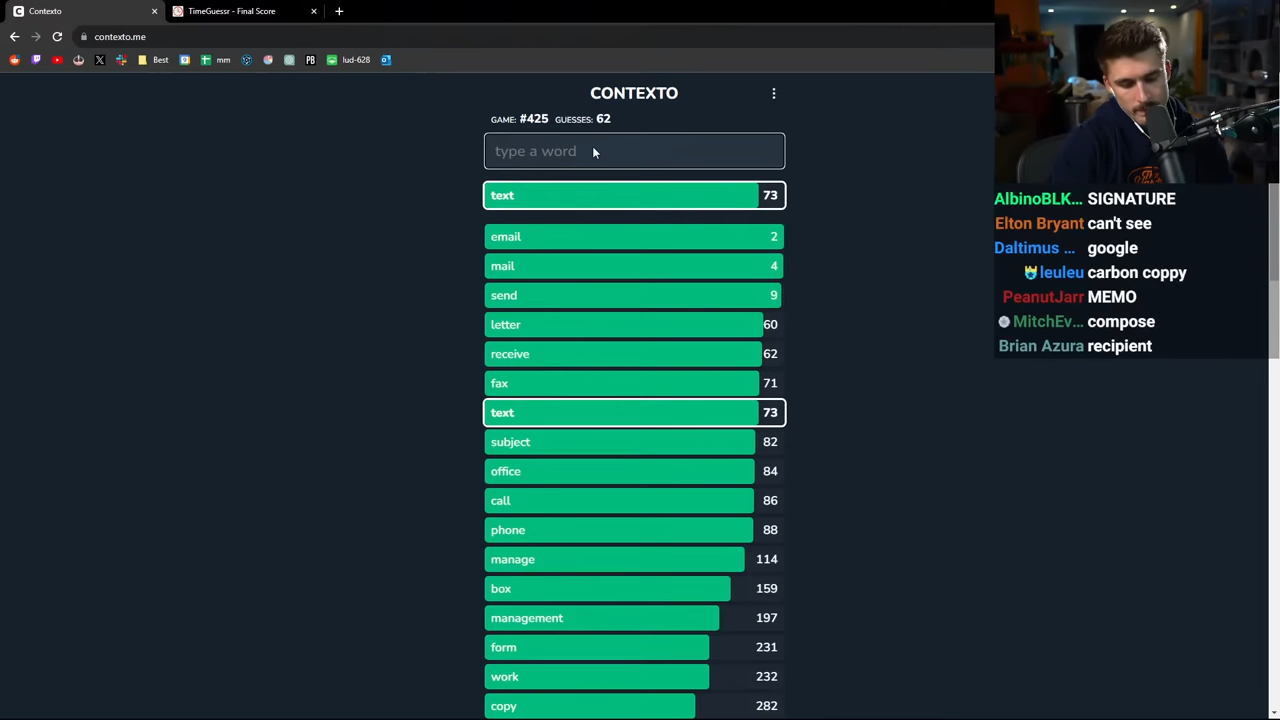 Contexto
TimeGuessr - Final Score
contexto.me
Best
mm
PB
lud-628
CONTEXTO
GAME: #425 GUESSES: 62
type a word
text 73
email 2
mail 4
send 9
letter 60
receive 62
fax 71
text 73
subject 82
office 84
call 86
phone 88
manage 114
box 159
management 197
form 231
work 232
copy 282
AlbinoBLK... SIGNATURE
Elton Bryant can't see
Daltimus ... google
leuleu carbon coppy
PeanutJarr MEMO
MitchEv... compose
Brian Azura recipient